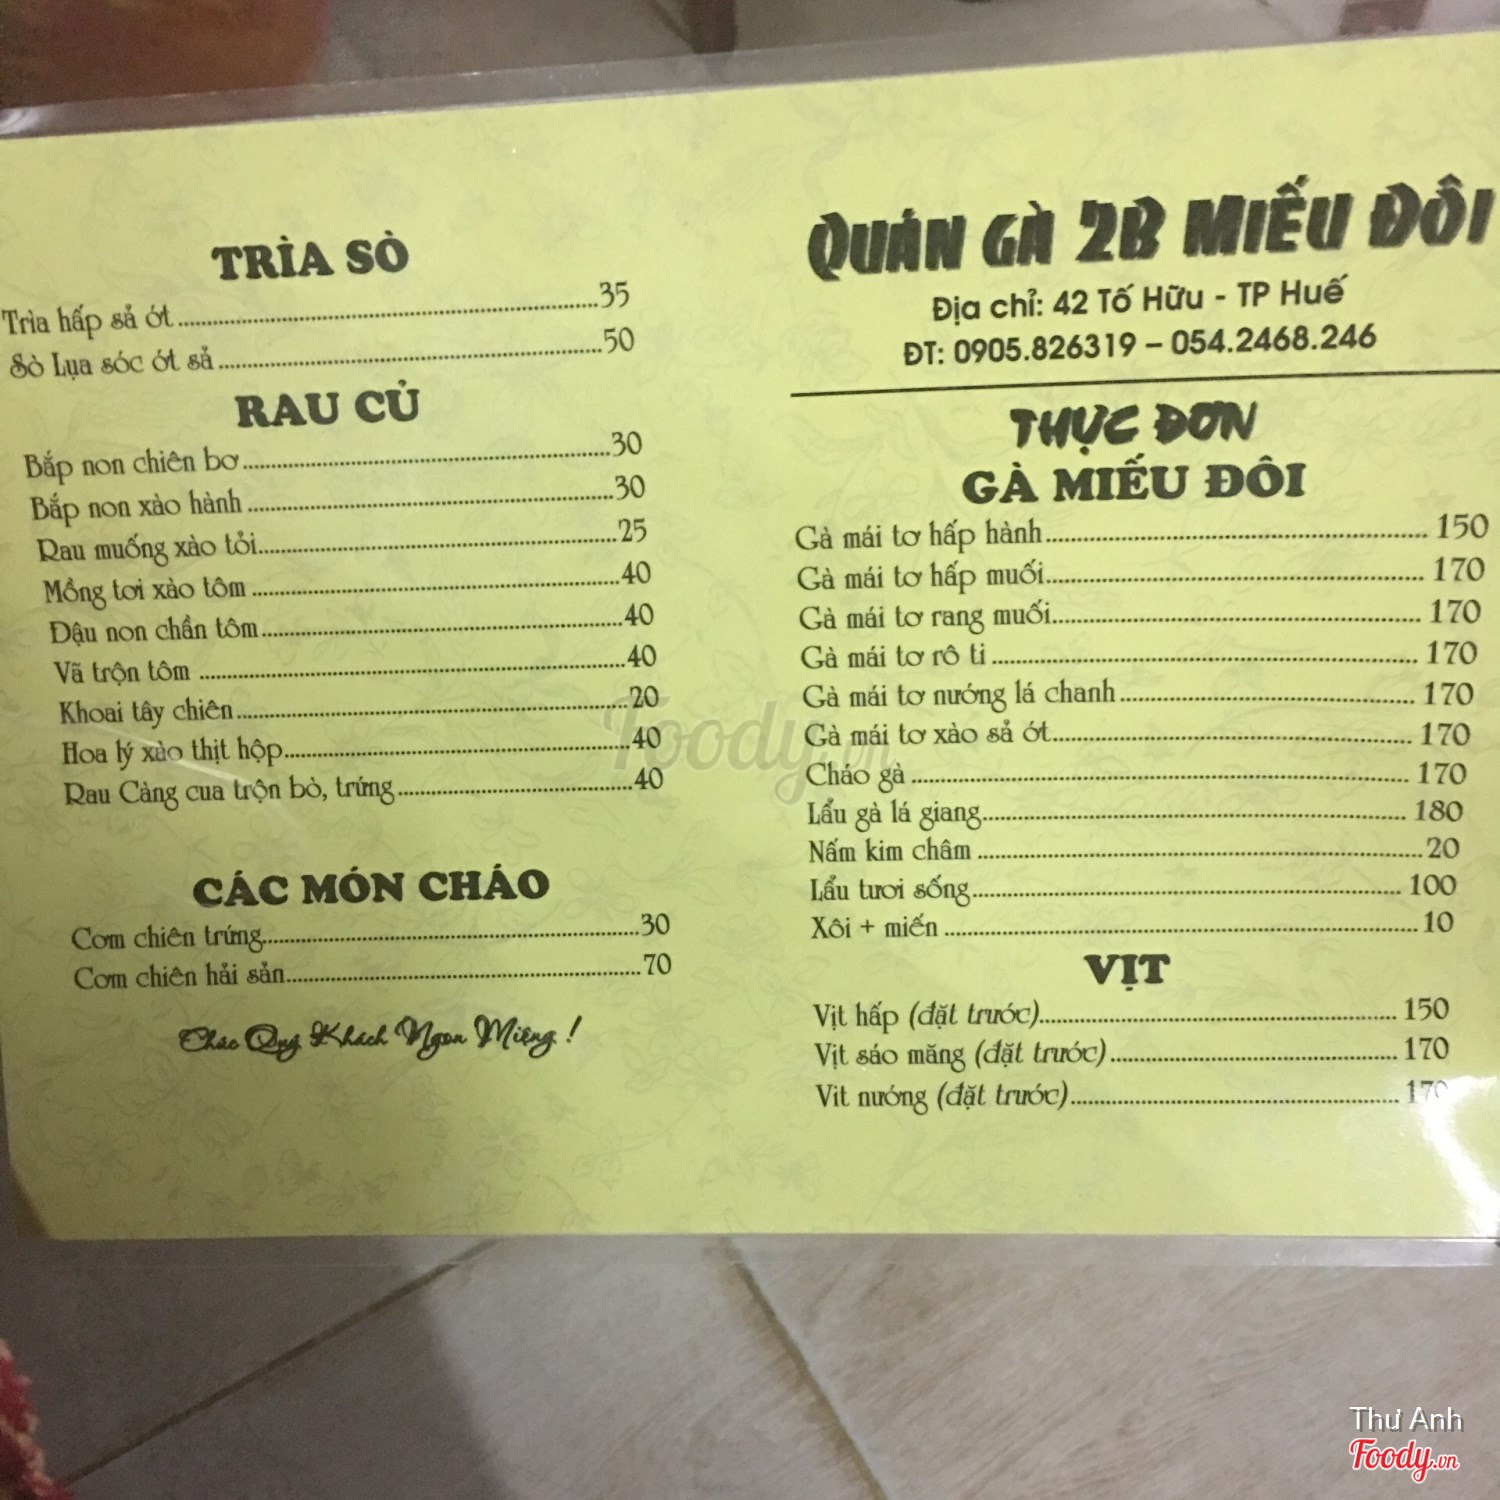 TRÌA SÒ
Trìa hấp sả ớt 35
Sò Lụa sóc ớt sả 50
RAU CỦ
Bắp non chiên bơ 30
Bắp non xào hành 30
Rau muống xào tỏi 25
Mồng tơi xào tôm 40
Đậu non chần tôm 40
Vã trộn tôm 40
Khoai tây chiên 20
Hoa lý xào thịt hộp 40
Rau Càng cua trộn bò, trứng 40
CÁC MÓN CHÁO
Cơm chiên trứng 30
Cơm chiên hải sản 70
Chúc Quý Khách Ngon Miệng !
QUÁN GÀ 2B MIẾU ĐÔI
Địa chỉ: 42 Tố Hữu - TP Huế
ĐT: 0905.826319 – 054.2468.246
THỰC ĐƠN
GÀ MIẾU ĐÔI
Gà mái tơ hấp hành 150
Gà mái tơ hấp muối 170
Gà mái tơ rang muối 170
Gà mái tơ rô ti 170
Gà mái tơ nướng lá chanh 170
Gà mái tơ xào sả ớt 170
Cháo gà 170
Lẩu gà lá giang 180
Nấm kim châm 20
Lẩu tươi sống 100
Xôi + miến 10
VỊT
Vịt hấp (đặt trước) 150
Vịt sáo măng (đặt trước) 170
Vit nướng (đặt trước) 170
Foody.vn
Thư Anh
Foody.vn